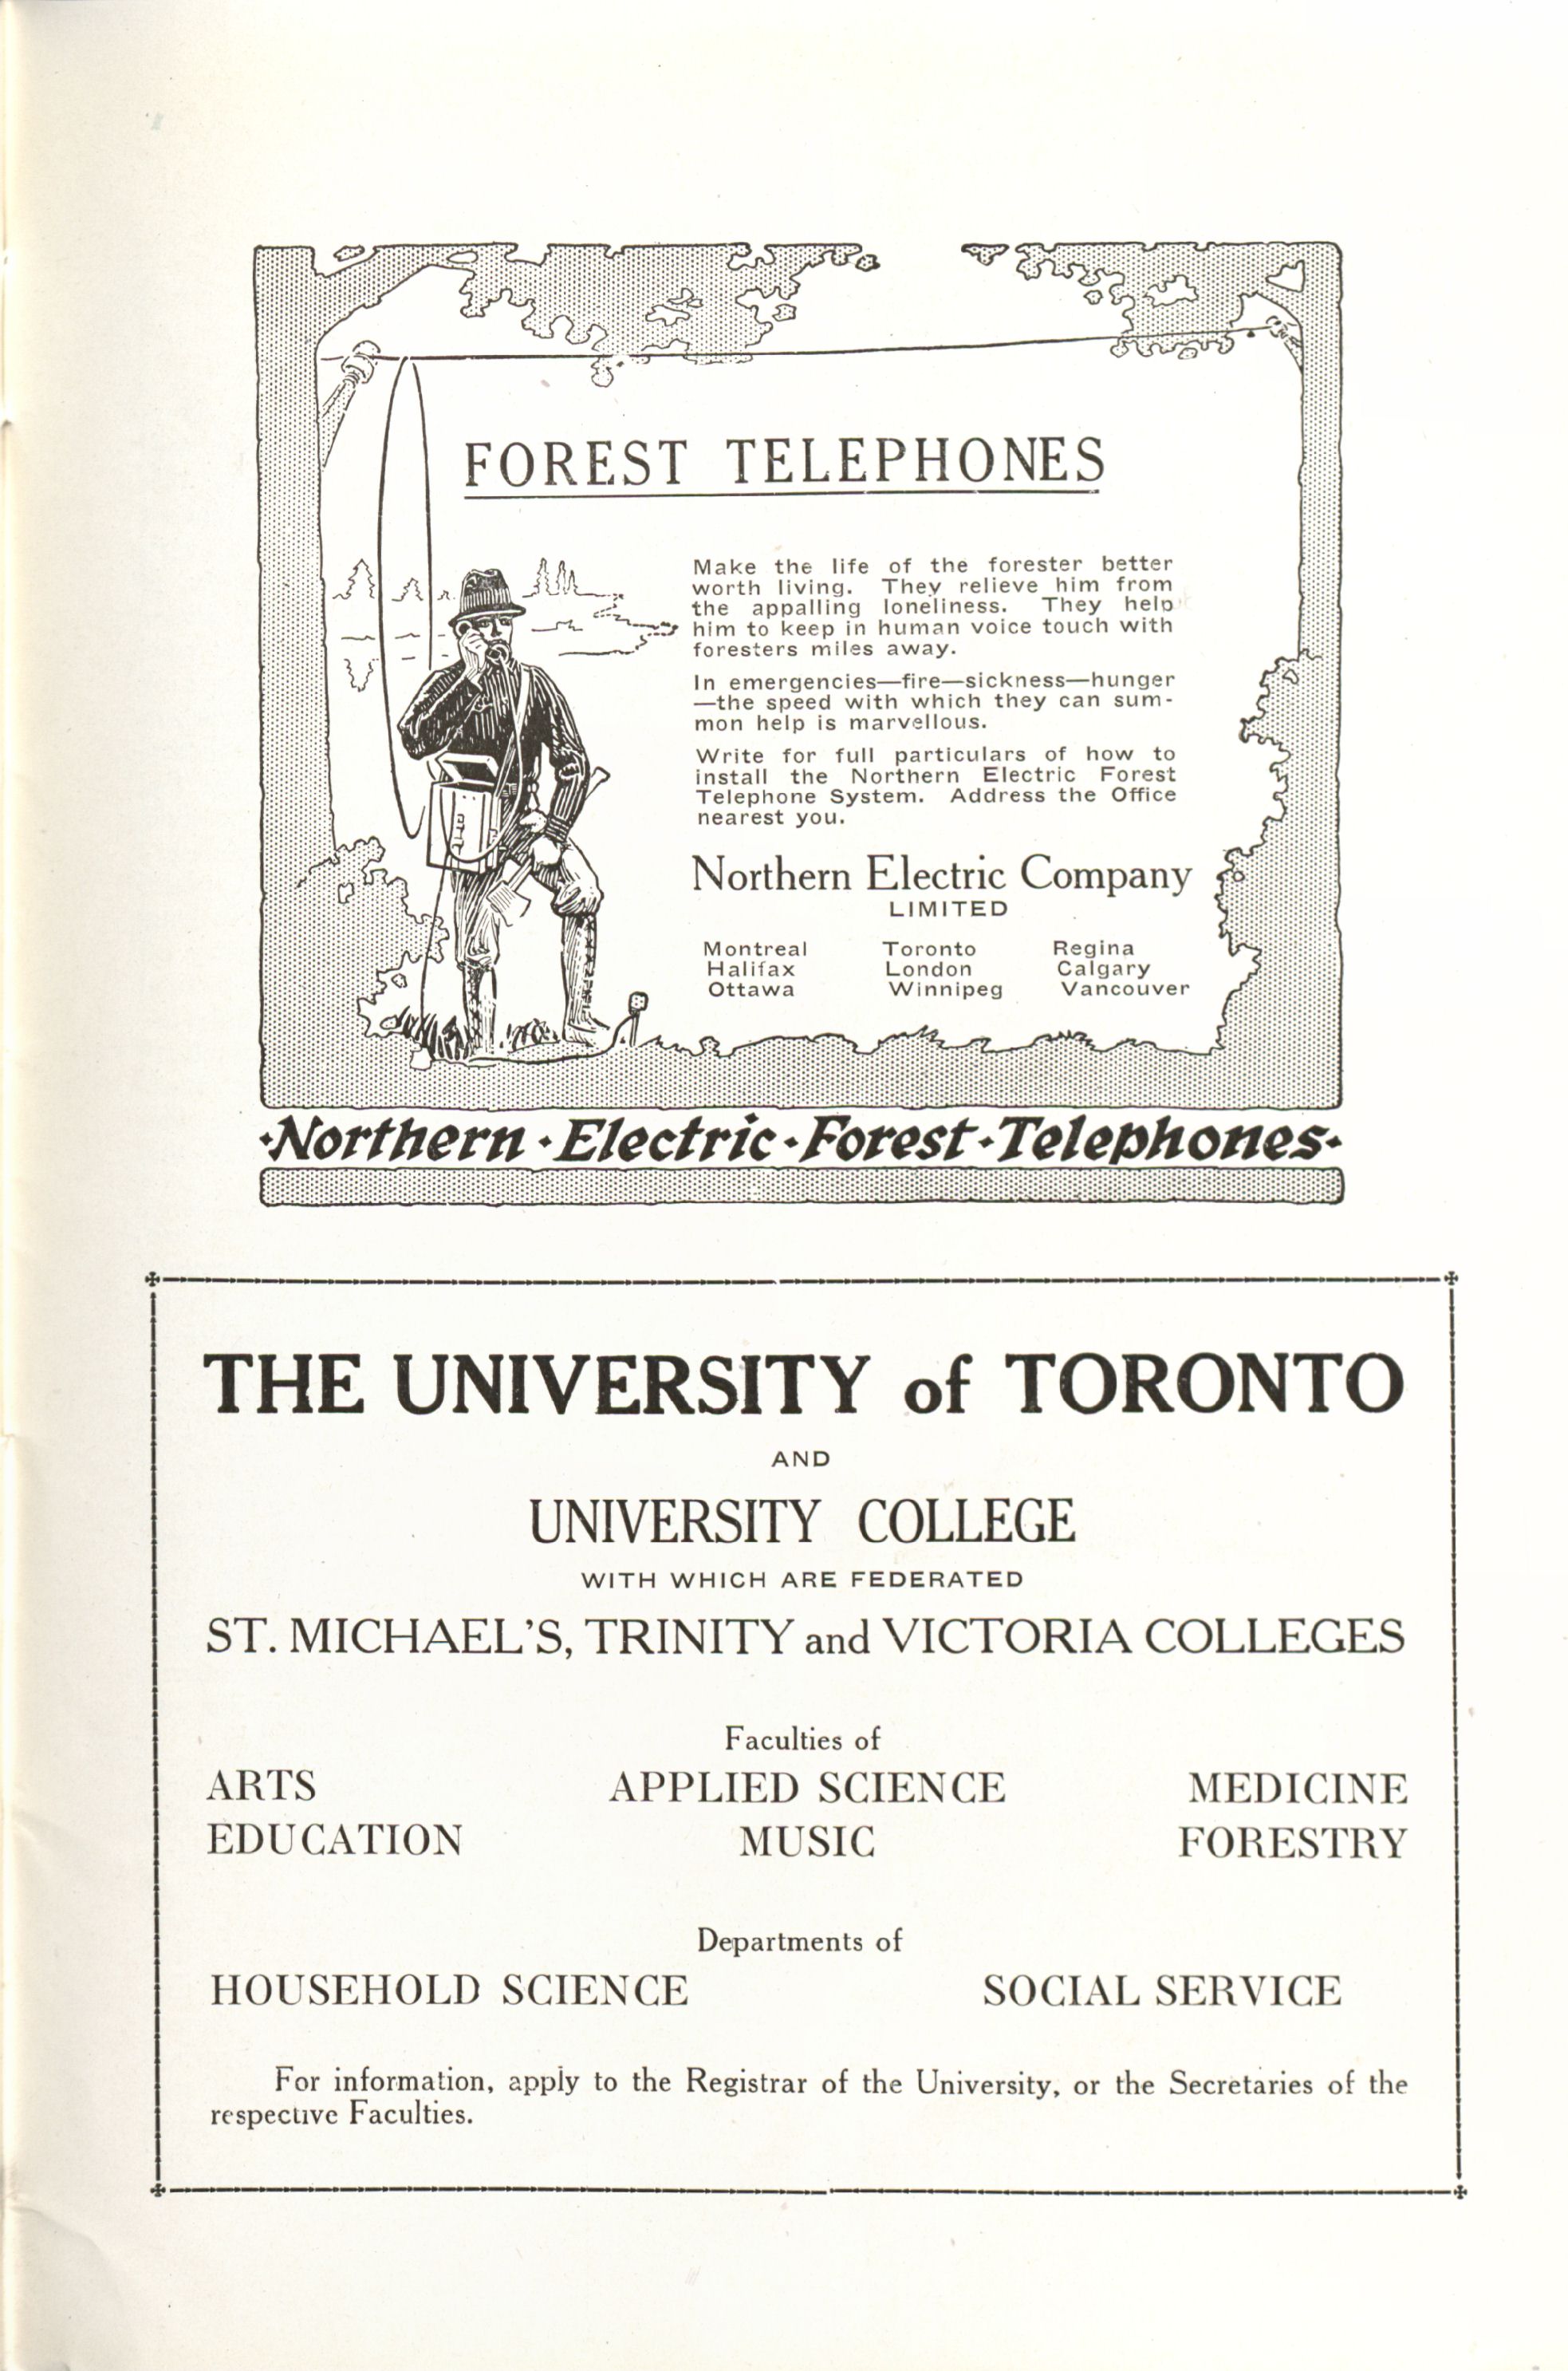 FOREST TELEPHONES
Make the life of the forester better
worth living. They relieve him from
the appalling loneliness. They help
him to keep in human voice touch with
foresters miles away.
In emergencies—fire—sickness—hunger
—the speed with which they can sum-
mon help is marvellous.
Write for full particulars of how to
install the Northern Electric Forest
Telephone System. Address the Office
nearest you.
Northern Electric Company
LIMITED
Montreal Toronto Regina
Halifax London Calgary
Ottawa Winnipeg Vancouver
·Northern·Electric·Forest·Telephones·
THE UNIVERSITY of TORONTO
AND
UNIVERSITY COLLEGE
WITH WHICH ARE FEDERATED
ST. MICHAEL'S, TRINITY and VICTORIA COLLEGES
Faculties of
ARTS APPLIED SCIENCE MEDICINE
EDUCATION MUSIC FORESTRY
Departments of
HOUSEHOLD SCIENCE SOCIAL SERVICE
For information, apply to the Registrar of the University, or the Secretaries of the
respective Faculties.